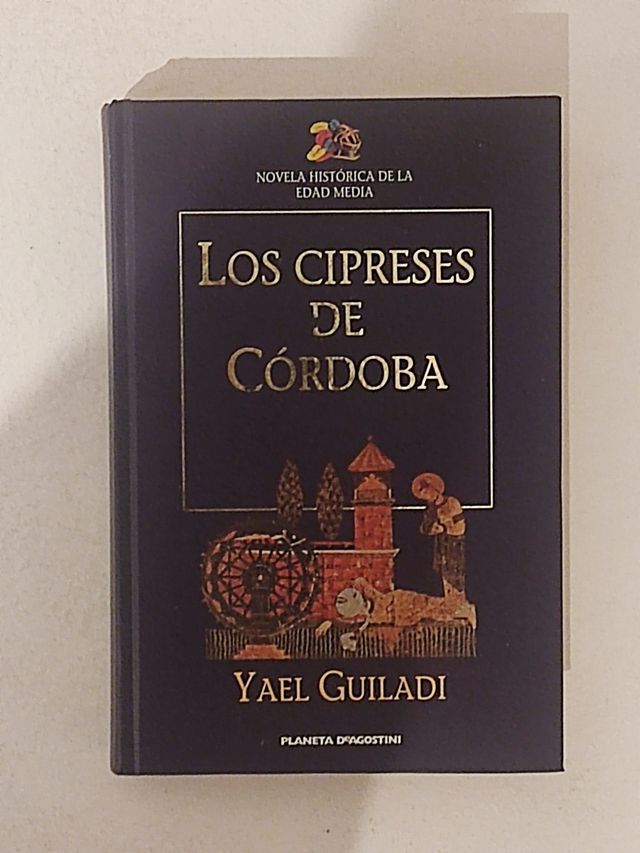 NOVELA HISTÓRICA DE LA
EDAD MEDIA
LOS CIPRESES
DE
CÓRDOBA
YAEL GUILADI
PLANETA DEAGOSTINI